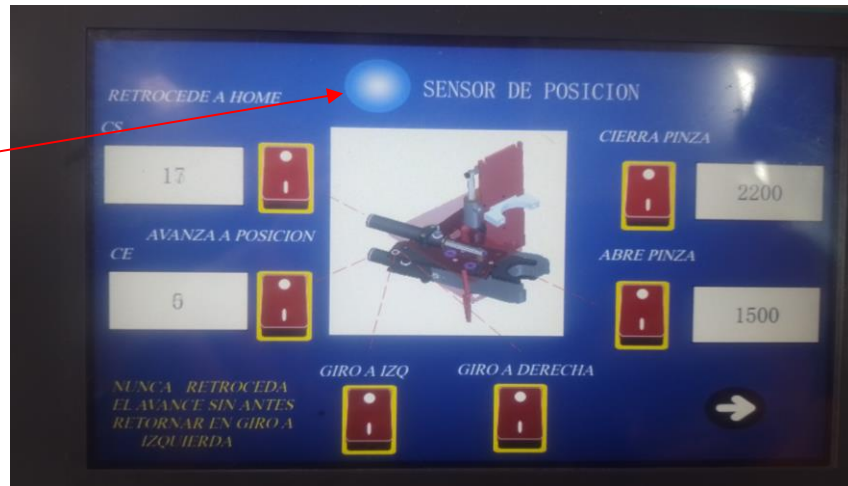 SENSOR DE POSICION
RETROCEDE A HOME
CS
17
CIERRA PINZA
2200
AVANZA A POSICION
CE
ABRE PINZA
1500
GIRO A IZQ
GIRO A DERECHA
NUNCA RETROCEDA
EL AVANCE SIN ANTES
RETORNAR EN GIRO A
IZQUIERDA